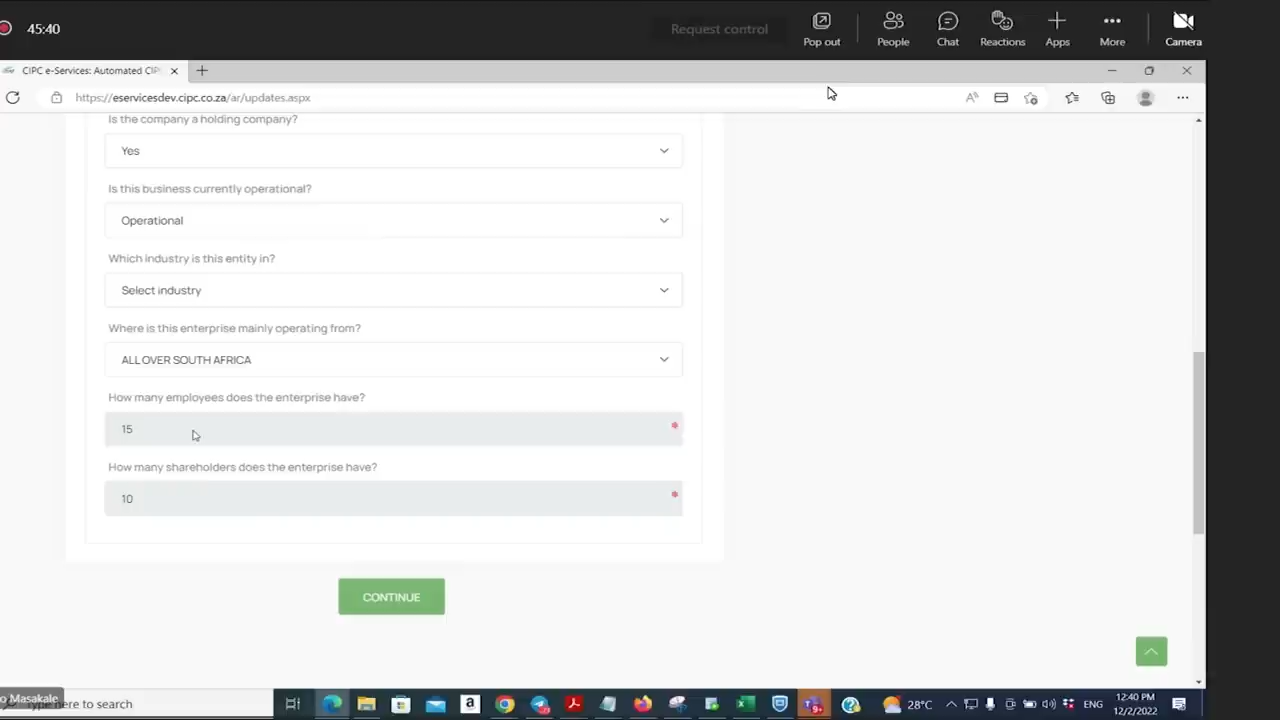 45:40
Request control
Pop out
People
Chat
Reactions
Apps
More
Camera
CIPC e-Services: Automated CIP
https://eservicesdev.cipc.co.za/ar/updates.aspx
Is the company a holding company?
Yes
Is this business currently operational?
Operational
Which industry is this entity in?
Select industry
Where is this enterprise mainly operating from?
ALL OVER SOUTH AFRICA
How many employees does the enterprise have?
15 *
How many shareholders does the enterprise have?
10 *
CONTINUE
o Masakale
Type here to search
28°C
ENG
12:40 PM
12/2/2022